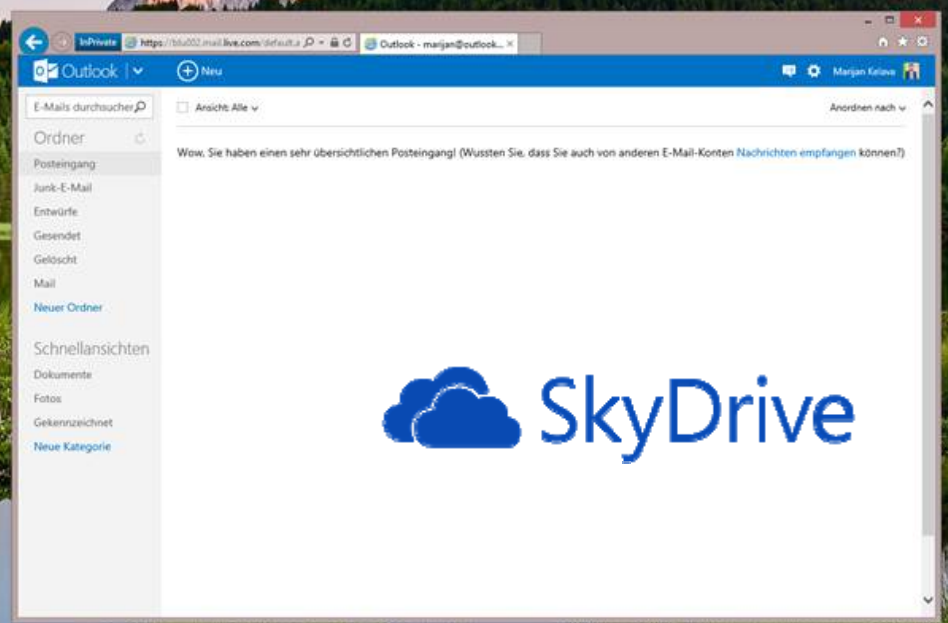 InPrivate https://blu002.mail.live.com/default.a Outlook - marijan@outlook...
Outlook Neu Marijan Kelava
E-Mails durchsucher Ansicht: Alle Anordnen nach
Ordner
Wow, Sie haben einen sehr übersichtlichen Posteingang! (Wussten Sie, dass Sie auch von anderen E-Mail-Konten Nachrichten empfangen können?)
Posteingang
Junk-E-Mail
Entwürfe
Gesendet
Gelöscht
Mail
Neuer Ordner
Schnellansichten
Dokumente
Fotos
Gekennzeichnet
Neue Kategorie
SkyDrive